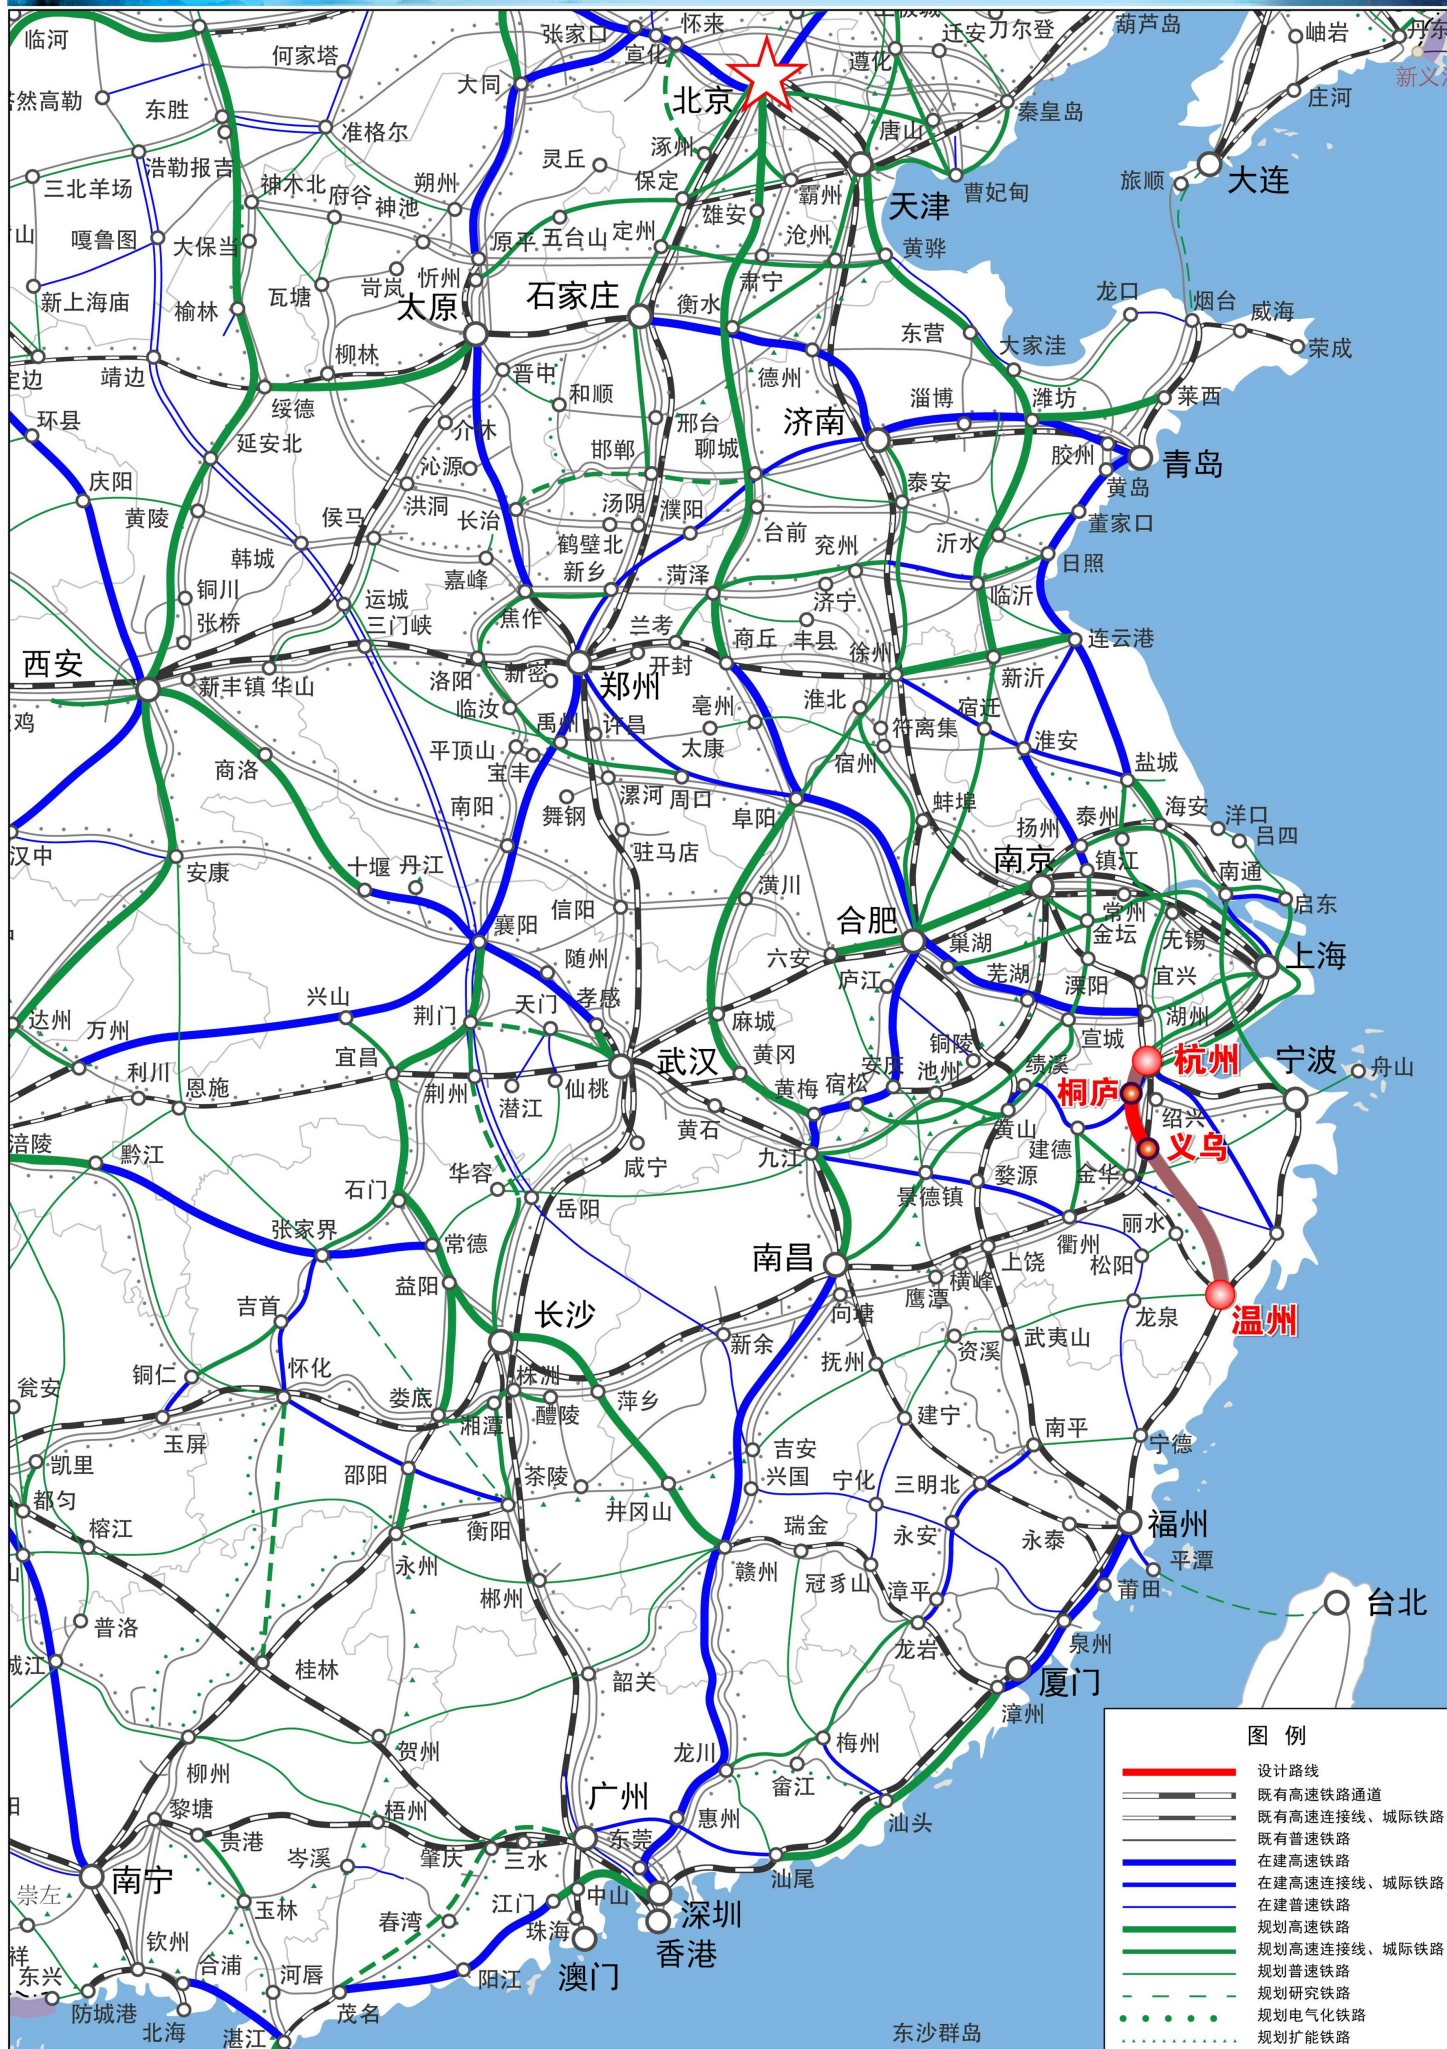 临河
何家塔
张家口
怀来
宣化
迁安
刀尔登
葫芦岛
岫岩
丹东
大同
遵化
庄河
东胜
准格尔
北京
涿州
唐山
秦皇岛
浩勒报吉
灵丘
三北羊场
神木北
府谷
神池
朔州
保定
雄安
霸州
天津
曹妃甸
旅顺
大连
嘎鲁图
大保当
原平
五台山
定州
沧州
黄骅
新上海庙
榆林
瓦塘
岢岚
忻州
太原
石家庄
衡水
肃宁
东营
龙口
烟台
威海
大家洼
荣成
定边
靖边
柳林
晋中
和顺
德州
淄博
潍坊
莱西
环县
绥德
介休
邢台
济南
胶州
青岛
延安北
沁源
邯郸
聊城
黄岛
庆阳
黄陵
侯马
洪洞
长治
汤阴
濮阳
泰安
董家口
韩城
鹤壁北
台前
兖州
沂水
日照
铜川
运城
嘉峰
新乡
菏泽
济宁
临沂
张桥
三门峡
焦作
兰考
商丘
丰县
徐州
连云港
西安
新丰镇
华山
洛阳
新密
郑州
开封
新沂
临汝
禹州
许昌
亳州
淮北
符离集
宿迁
商洛
平顶山
宝丰
太康
宿州
淮安
盐城
南阳
舞钢
漯河
周口
阜阳
蚌埠
扬州
泰州
海安
洋口
吕四
汉中
安康
十堰
丹江
驻马店
南京
镇江
南通
潢川
启东
襄阳
信阳
合肥
常州
金坛
无锡
上海
随州
六安
巢湖
芜湖
溧阳
宜兴
兴山
荆门
天门
孝感
庐江
达州
万州
麻城
湖州
宜昌
武汉
黄冈
安庆
铜陵
池州
宣城
绩溪
杭州
宁波
舟山
利川
恩施
荆州
潜江
仙桃
黄梅
宿松
桐庐
绍兴
涪陵
黔江
黄石
黄山
建德
义乌
咸宁
九江
华容
石门
岳阳
景德镇
婺源
金华
张家界
常德
丽水
衢州
松阳
益阳
南昌
上饶
横峰
鹰潭
吉首
长沙
向塘
龙泉
温州
新余
武夷山
资溪
抚州
铜仁
怀化
株洲
瓮安
娄底
湘潭
醴陵
萍乡
建宁
玉屏
南平
宁德
凯里
邵阳
茶陵
吉安
兴国
宁化
三明北
都匀
榕江
衡阳
井冈山
瑞金
永安
永泰
福州
永州
赣州
冠豸山
漳平
平潭
莆田
郴州
台北
普洛
龙岩
泉州
桂林
韶关
厦门
漳州
贺州
龙川
梅州
畲江
柳州
广州
黎塘
梧州
惠州
汕头
贵港
岑溪
肇庆
三水
东莞
汕尾
南宁
崇左
玉林
春湾
江门
中山
深圳
珠海
香港
钦州
合浦
河唇
阳江
澳门
东兴
防城港
北海
茂名
湛江
东沙群岛
图 例
设计路线
既有高速铁路通道
既有高速连接线、城际铁路
既有普速铁路
在建高速铁路
在建高速连接线、城际铁路
在建普速铁路
规划高速铁路
规划高速连接线、城际铁路
规划普速铁路
规划研究铁路
规划电气化铁路
规划扩能铁路